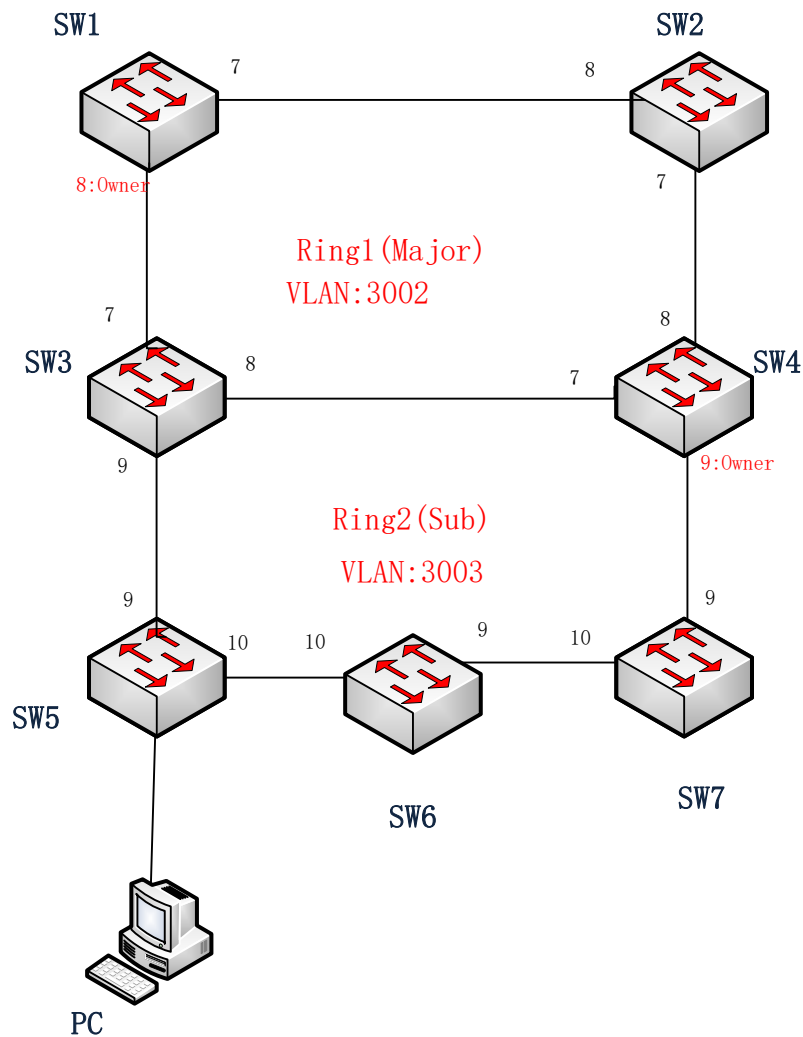 SW1
SW2
7
8
8:Owner
7
Ring1(Major)
VLAN:3002
7
8
SW3
8
7
SW4
9
9:Owner
Ring2(Sub)
VLAN:3003
9
9
10
10
9
10
SW5
SW6
SW7
PC